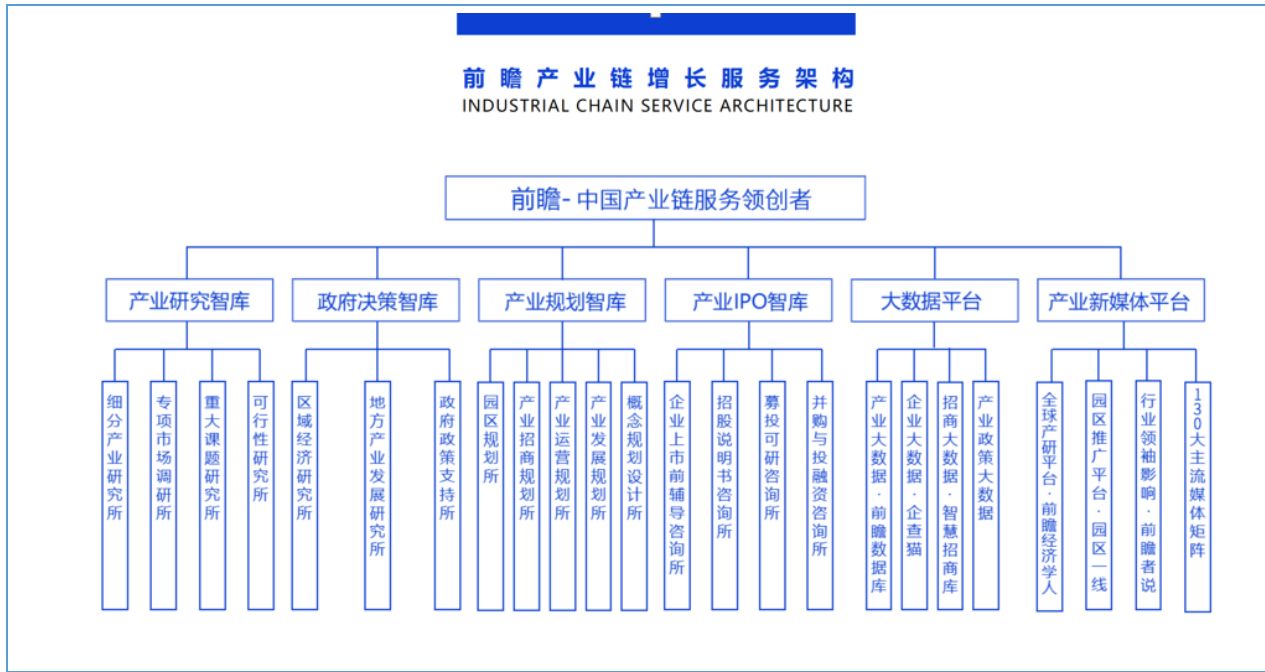 前瞻产业链增长服务架构
INDUSTRIAL CHAIN SERVICE ARCHITECTURE
前瞻-中国产业链服务领创者
产业研究智库
政府决策智库
产业规划智库
产业IPO智库
大数据平台
产业新媒体平台
细分产业研究所
专项市场调研所
重大课题研究所
可行性研究所
区域经济研究所
地方产业发展研究所
政府政策支持所
园区规划所
产业招商规划所
产业运营规划所
产业发展规划所
概念规划设计所
企业上市前辅导咨询所
招股说明书咨询所
募投可研咨询所
并购与投融资咨询所
产业大数据·前瞻数据库
企业大数据·企查猫
招商大数据·智慧招商库
产业政策大数据
全球产研平台·前瞻经济学人
园区推广平台·园区一线
行业领袖影响·前瞻者说
130大主流媒体矩阵